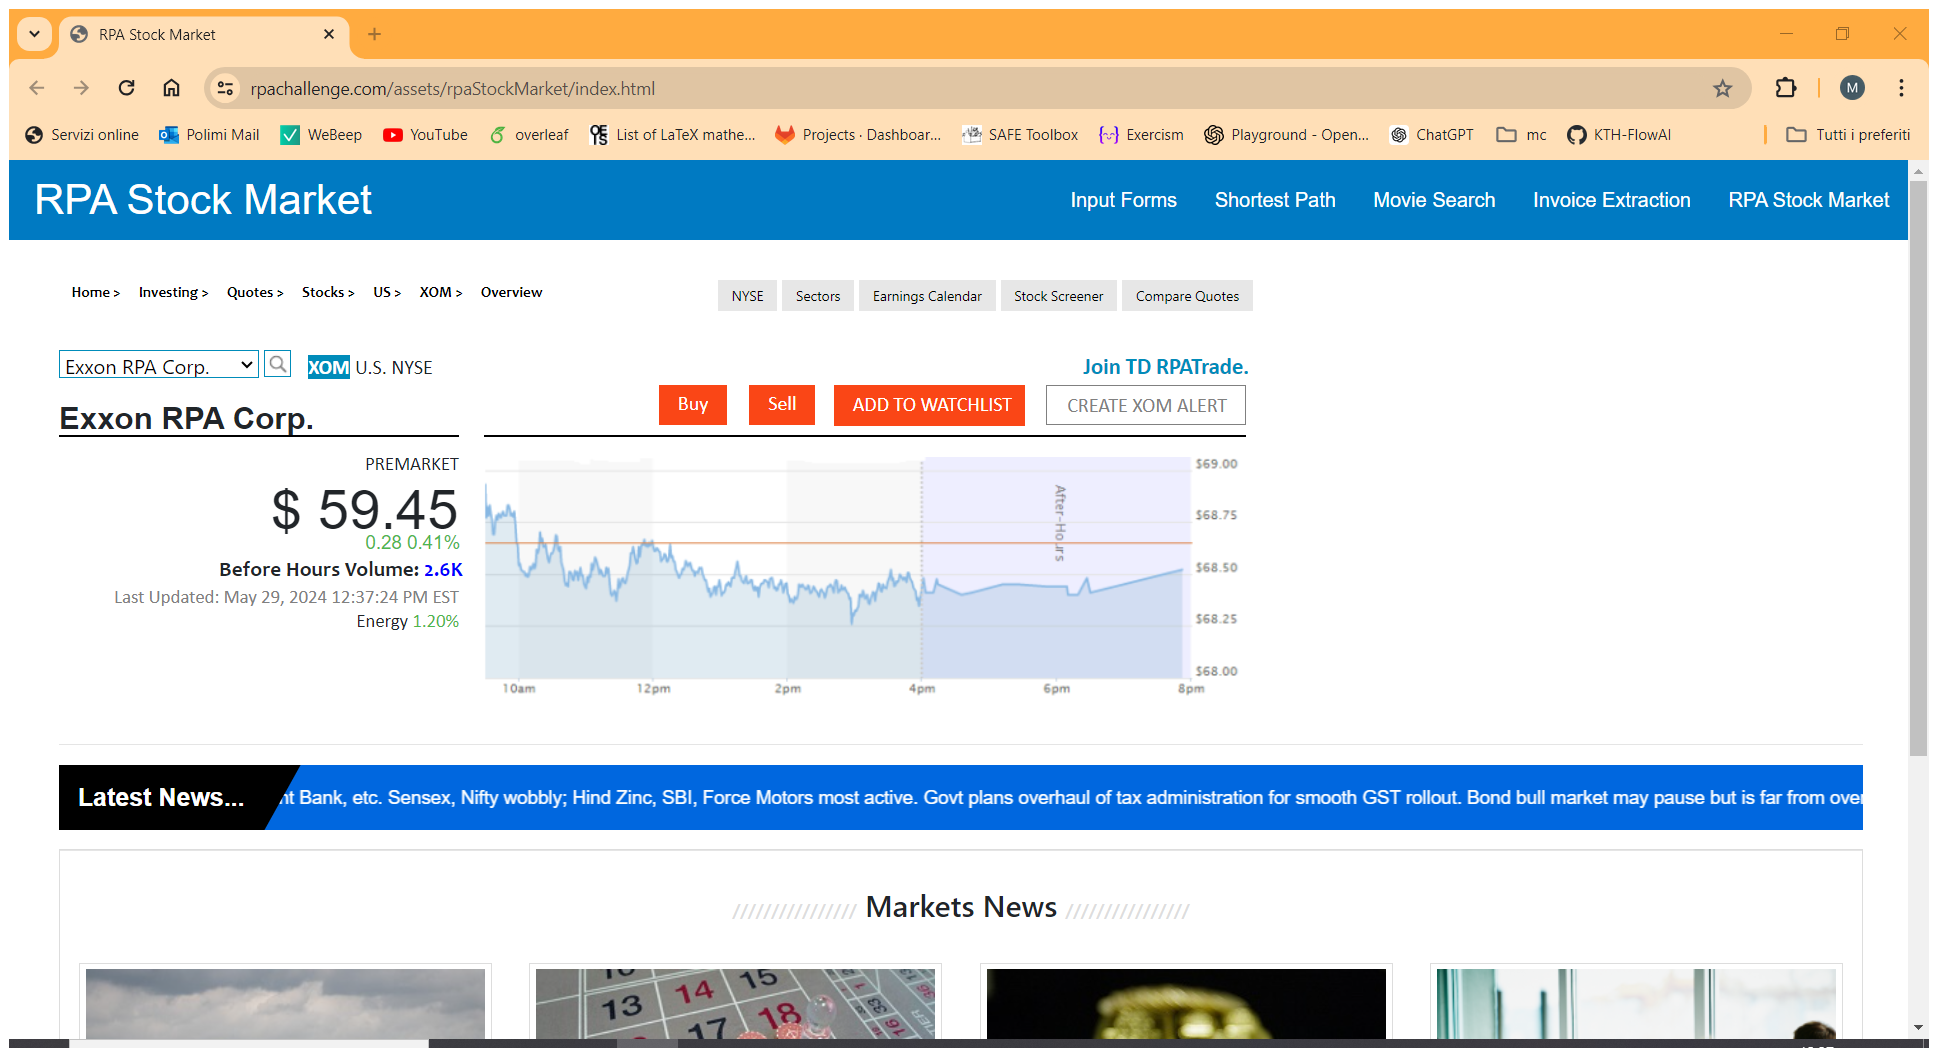 RPA Stock Market
rpachallenge.com/assets/rpaStockMarket/index.html
M
Servizi online Polimi Mail WeBeep YouTube overleaf List of LaTeX mathe... Projects · Dashboar... SAFE Toolbox Exercism Playground - Open... ChatGPT mc KTH-FlowAI Tutti i preferiti
RPA Stock Market Input Forms Shortest Path Movie Search Invoice Extraction RPA Stock Market
Home > Investing > Quotes > Stocks > US > XOM > Overview NYSE Sectors Earnings Calendar Stock Screener Compare Quotes
Exxon RPA Corp. XOM U.S. NYSE Join TD RPATrade.
Buy Sell ADD TO WATCHLIST CREATE XOM ALERT
Exxon RPA Corp.
PREMARKET
$ 59.45
0.28 0.41%
Before Hours Volume: 2.6K
Last Updated: May 29, 2024 12:37:24 PM EST
Energy 1.20%
After-Hours
$69.00
$68.75
$68.50
$68.25
$68.00
10am 12pm 2pm 4pm 6pm 8pm
Latest News... nt Bank, etc. Sensex, Nifty wobbly; Hind Zinc, SBI, Force Motors most active. Govt plans overhaul of tax administration for smooth GST rollout. Bond bull market may pause but is far from over
//////////////// Markets News ////////////////
13 14 15
17 18 33 36